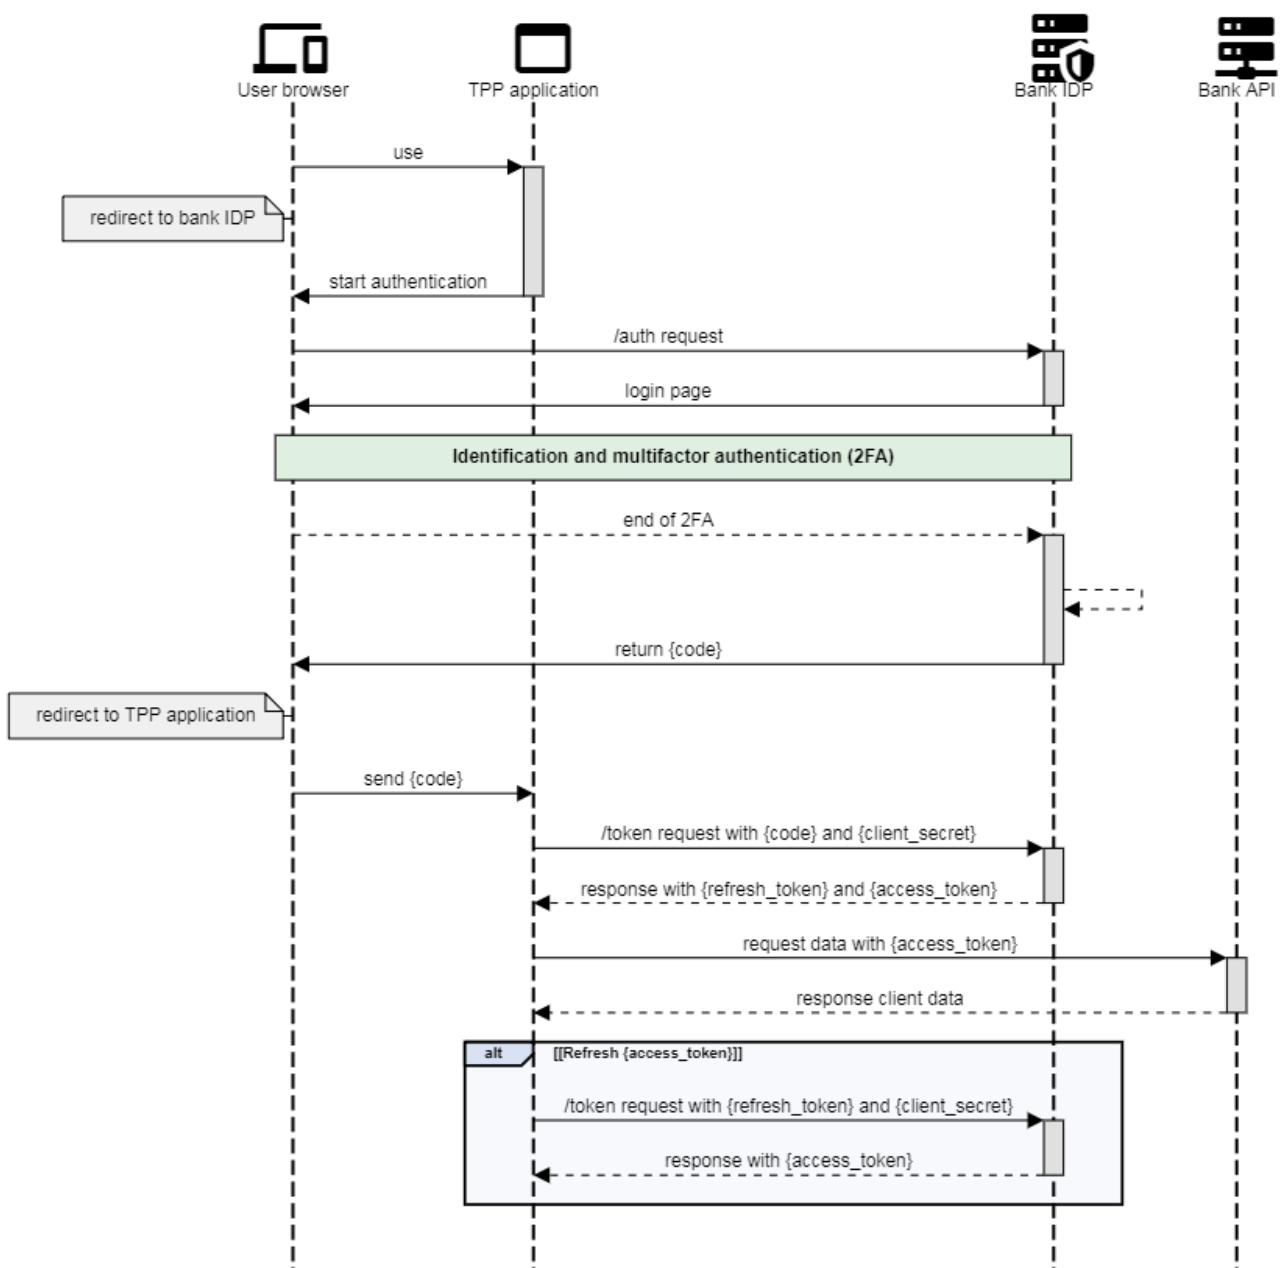 User browser
TPP application
Bank IDP
Bank API
use
redirect to bank IDP
start authentication
/auth request
login page
Identification and multifactor authentication (2FA)
end of 2FA
return {code}
redirect to TPP application
send {code}
/token request with {code} and {client_secret}
response with {refresh_token} and {access_token}
request data with {access_token}
response client data
alt
[[Refresh {access_token}]]
/token request with {refresh_token} and {client_secret}
response with {access_token}